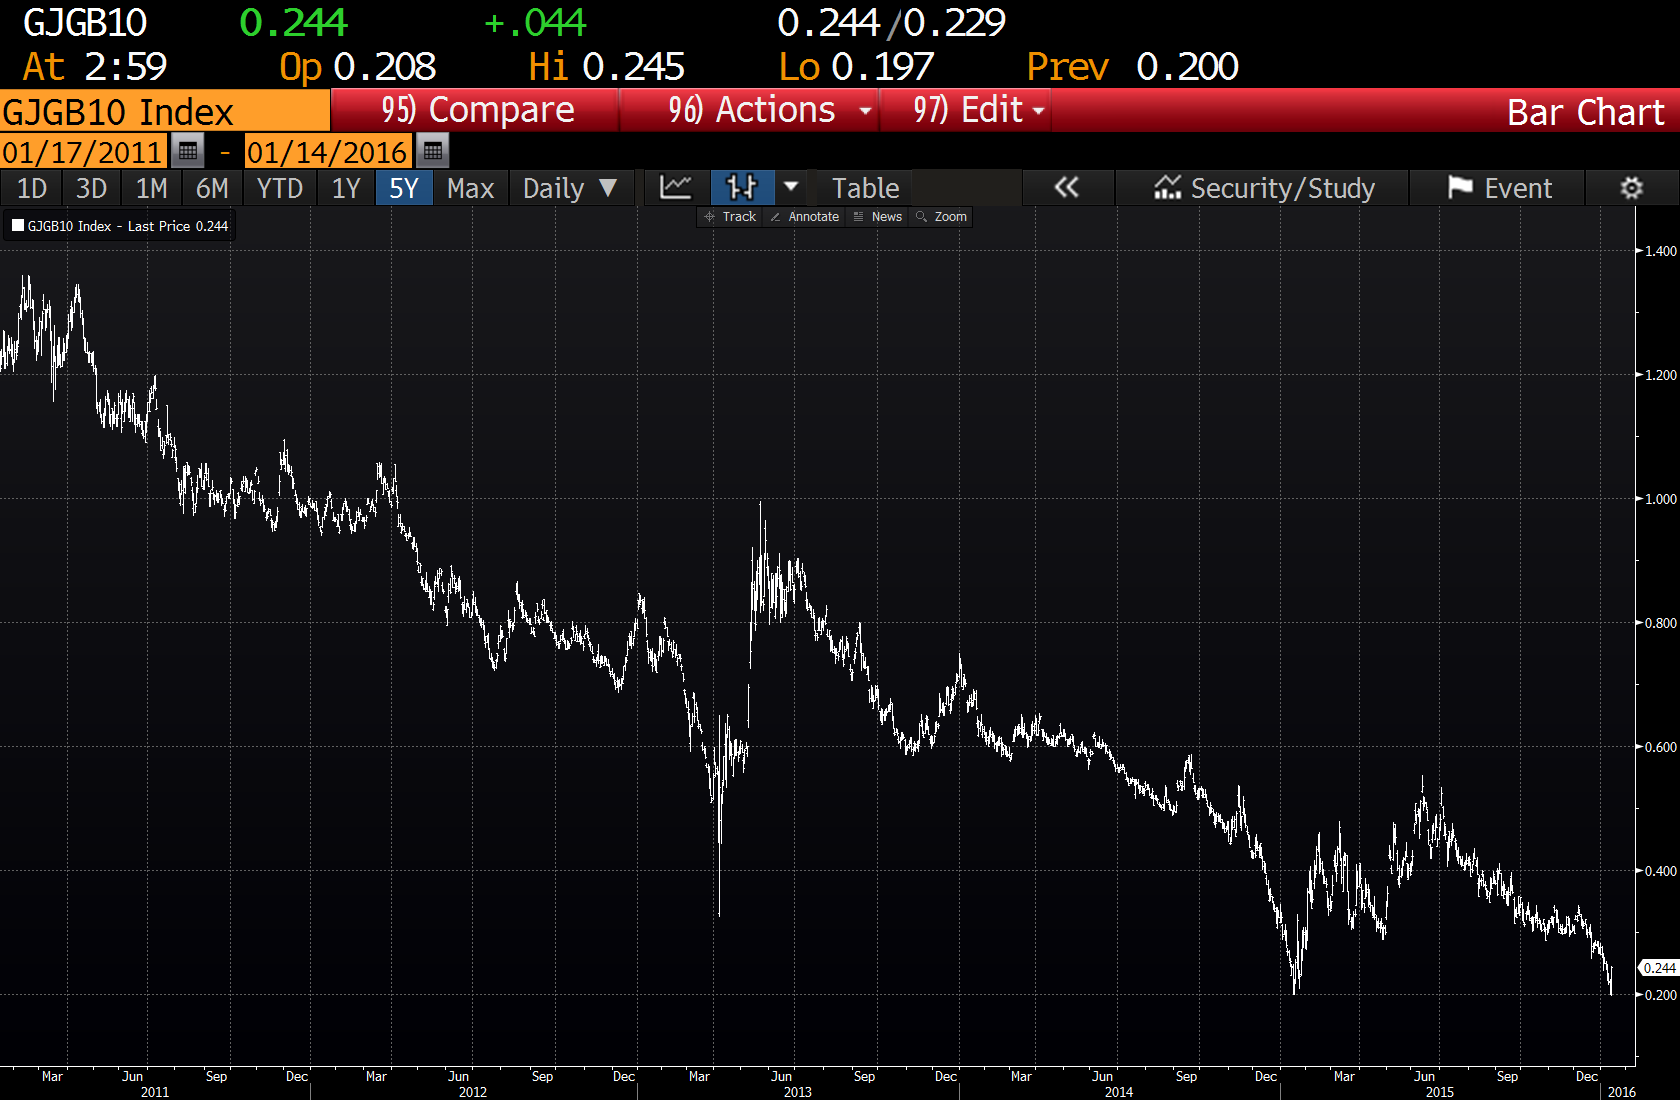 GJGB10 0.244 +.044 0.244/0.229
At 2:59 Op 0.208 Hi 0.245 Lo 0.197 Prev 0.200
GJGB10 Index 95) Compare 96) Actions 97) Edit Bar Chart
01/17/2011 - 01/14/2016
1D 3D 1M 6M YTD 1Y 5Y Max Daily ▼ Table « Security/Study Event
Track Annotate News Zoom
GJGB10 Index - Last Price 0.244
1.400
1.200
1.000
0.800
0.600
0.400
0.244
0.200
Mar Jun Sep Dec Mar Jun Sep Dec Mar Jun Sep Dec Mar Jun Sep Dec Mar Jun Sep Dec
2011 2012 2013 2014 2015 2016